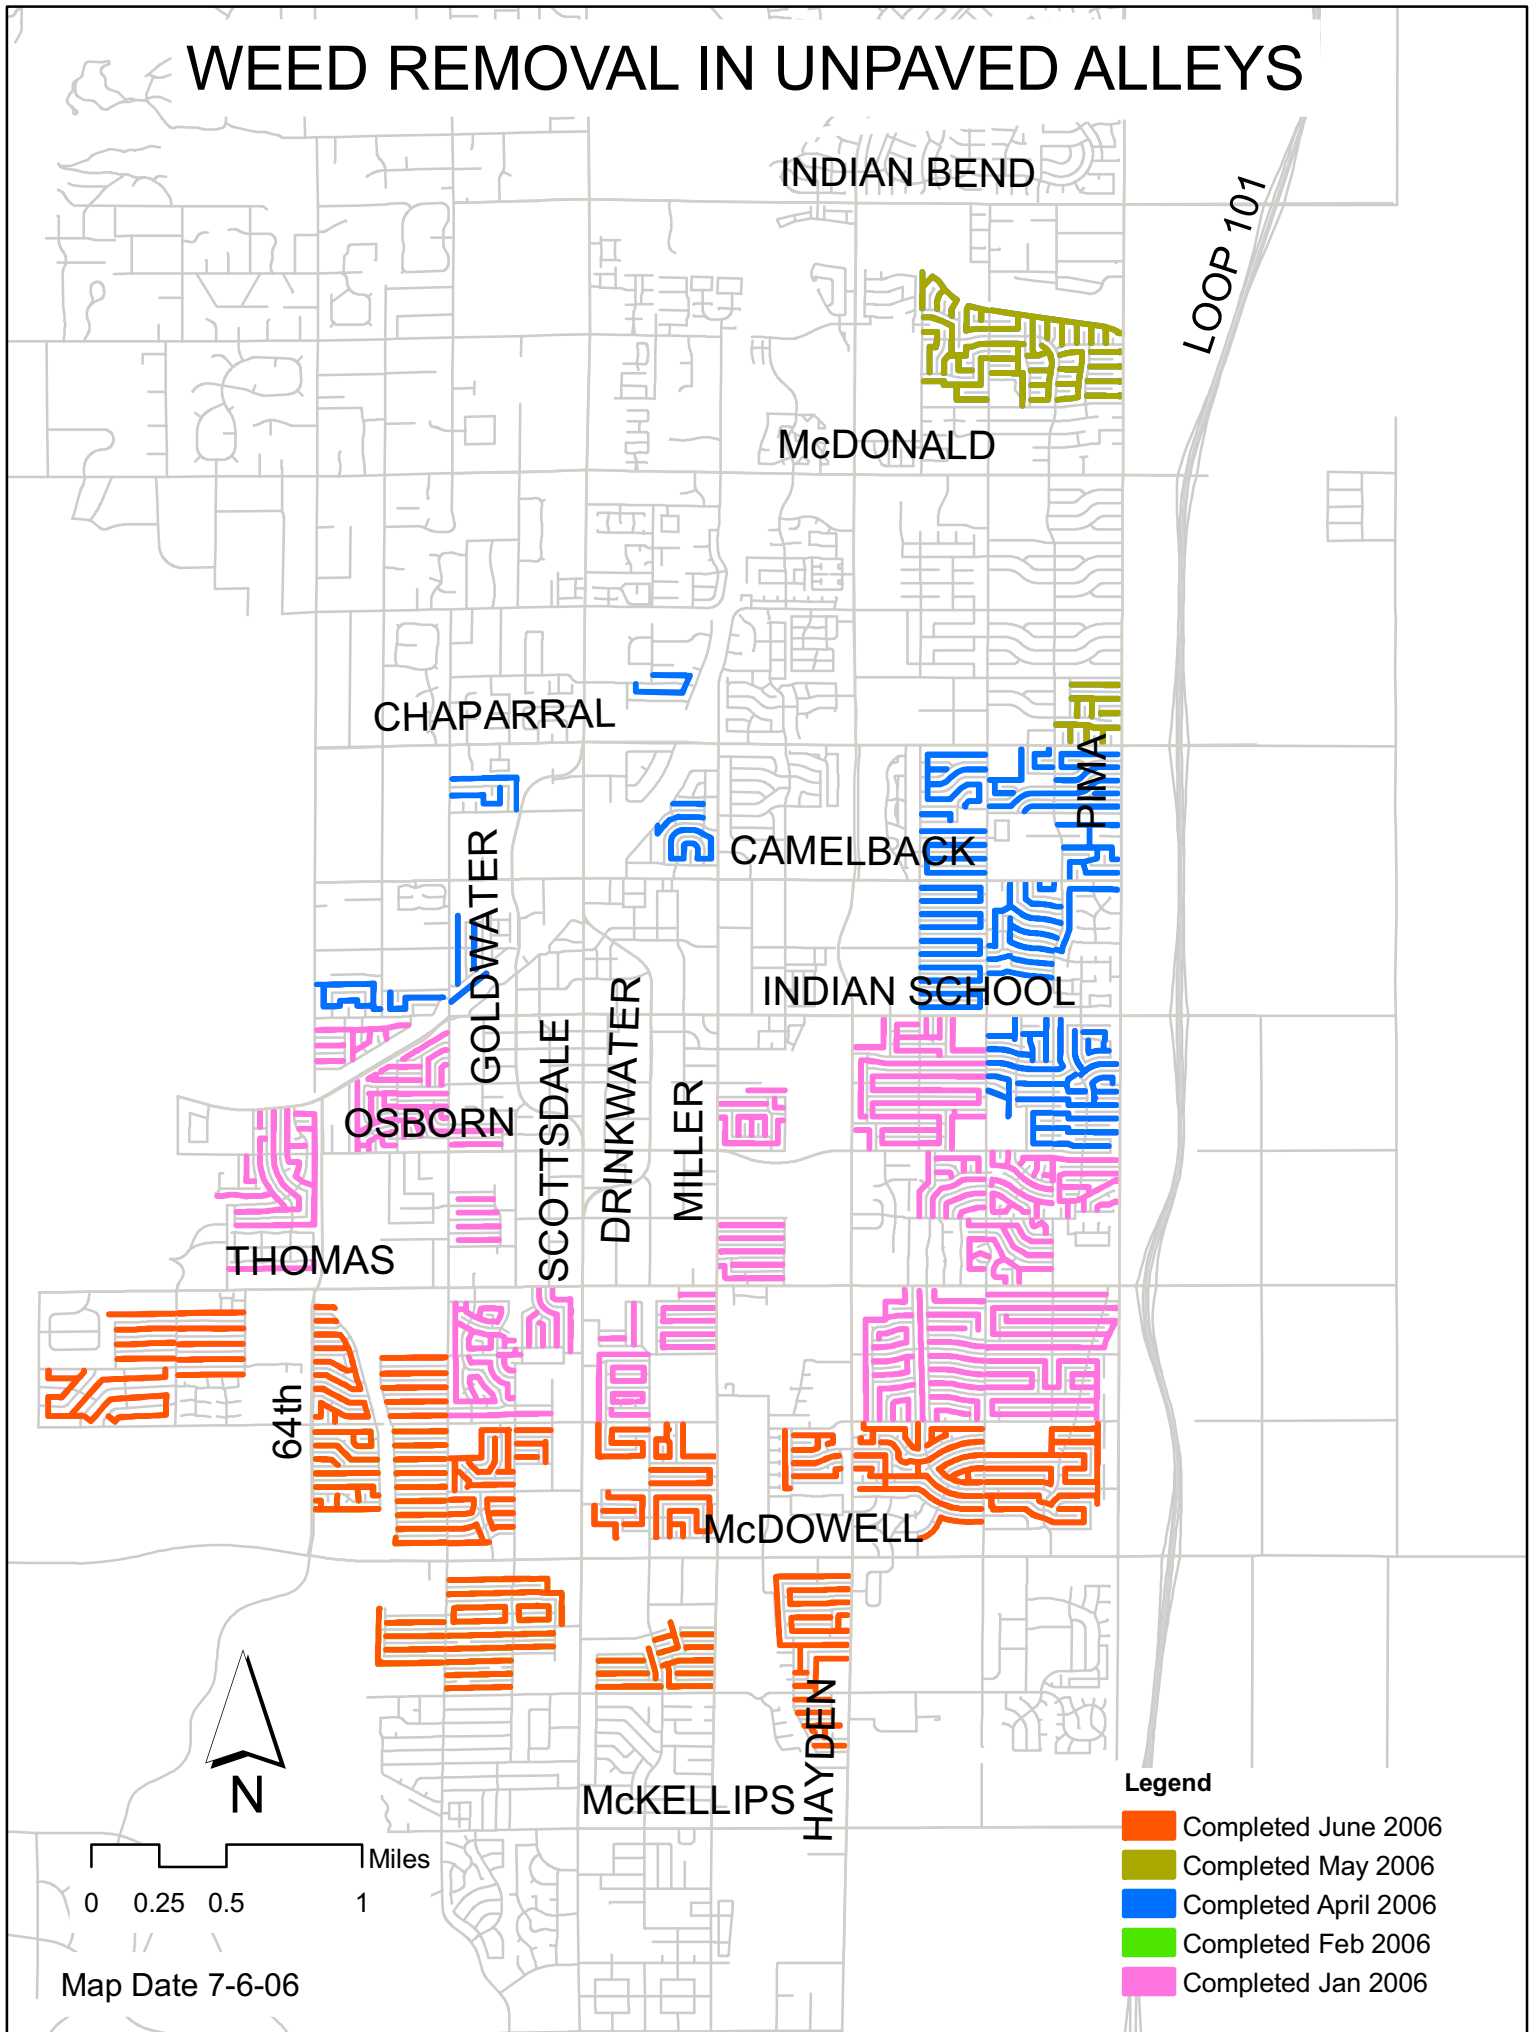 WEED REMOVAL IN UNPAVED ALLEYS
INDIAN BEND
LOOP 101
McDONALD
CHAPARRAL
PIMA
CAMELBACK
GOLDWATER
INDIAN SCHOOL
SCOTTSDALE
DRINKWATER
MILLER
OSBORN
THOMAS
64th
McDOWELL
HAYDEN
McKELLIPS
N
Miles
0 0.25 0.5 1
Map Date 7-6-06
Legend
Completed June 2006
Completed May 2006
Completed April 2006
Completed Feb 2006
Completed Jan 2006